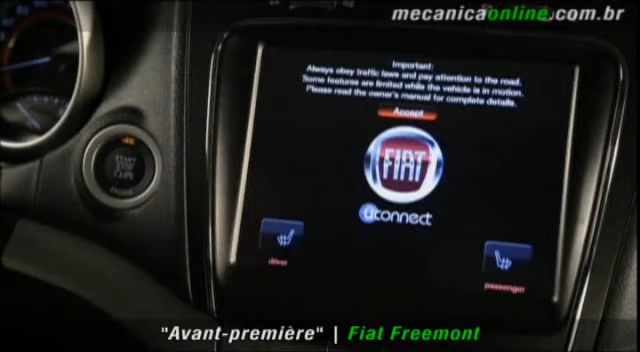 mecanicaonline.com.br
Important:
Always obey traffic laws and pay attention to the road.
Some features are limited while the vehicle is in motion.
Please read the owner's manual for complete details.
Accept
START
STOP
FIAT
uconnect
driver
passenger
"Avant-première" | Fiat Freemont